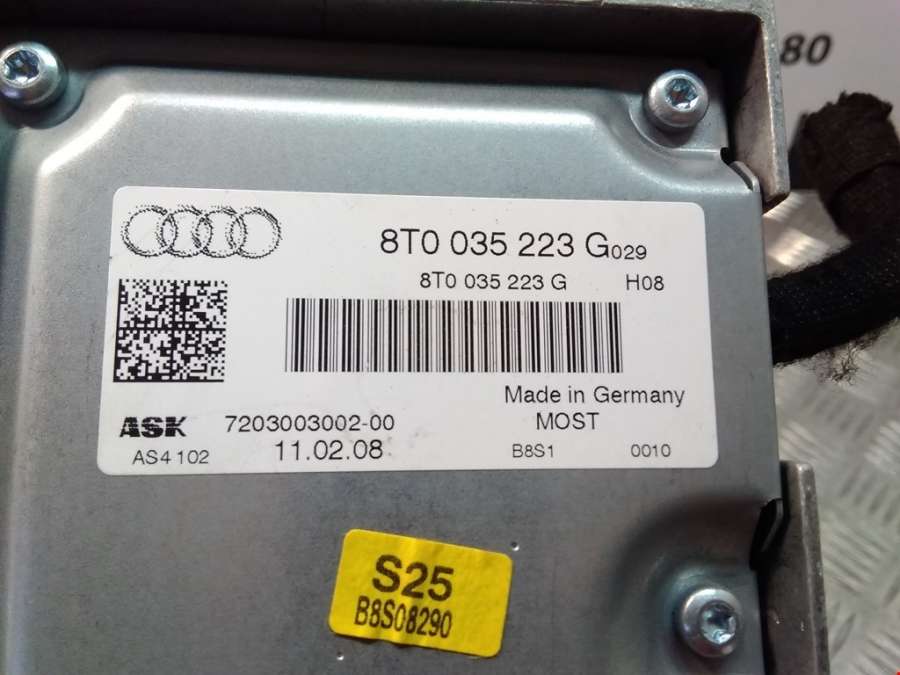 80
8T0 035 223 G029
8T0 035 223 G H08
Made in Germany
ASK 7203003002-00 MOST
AS4 102 11.02.08 B8S1 0010
S25
B8S08290